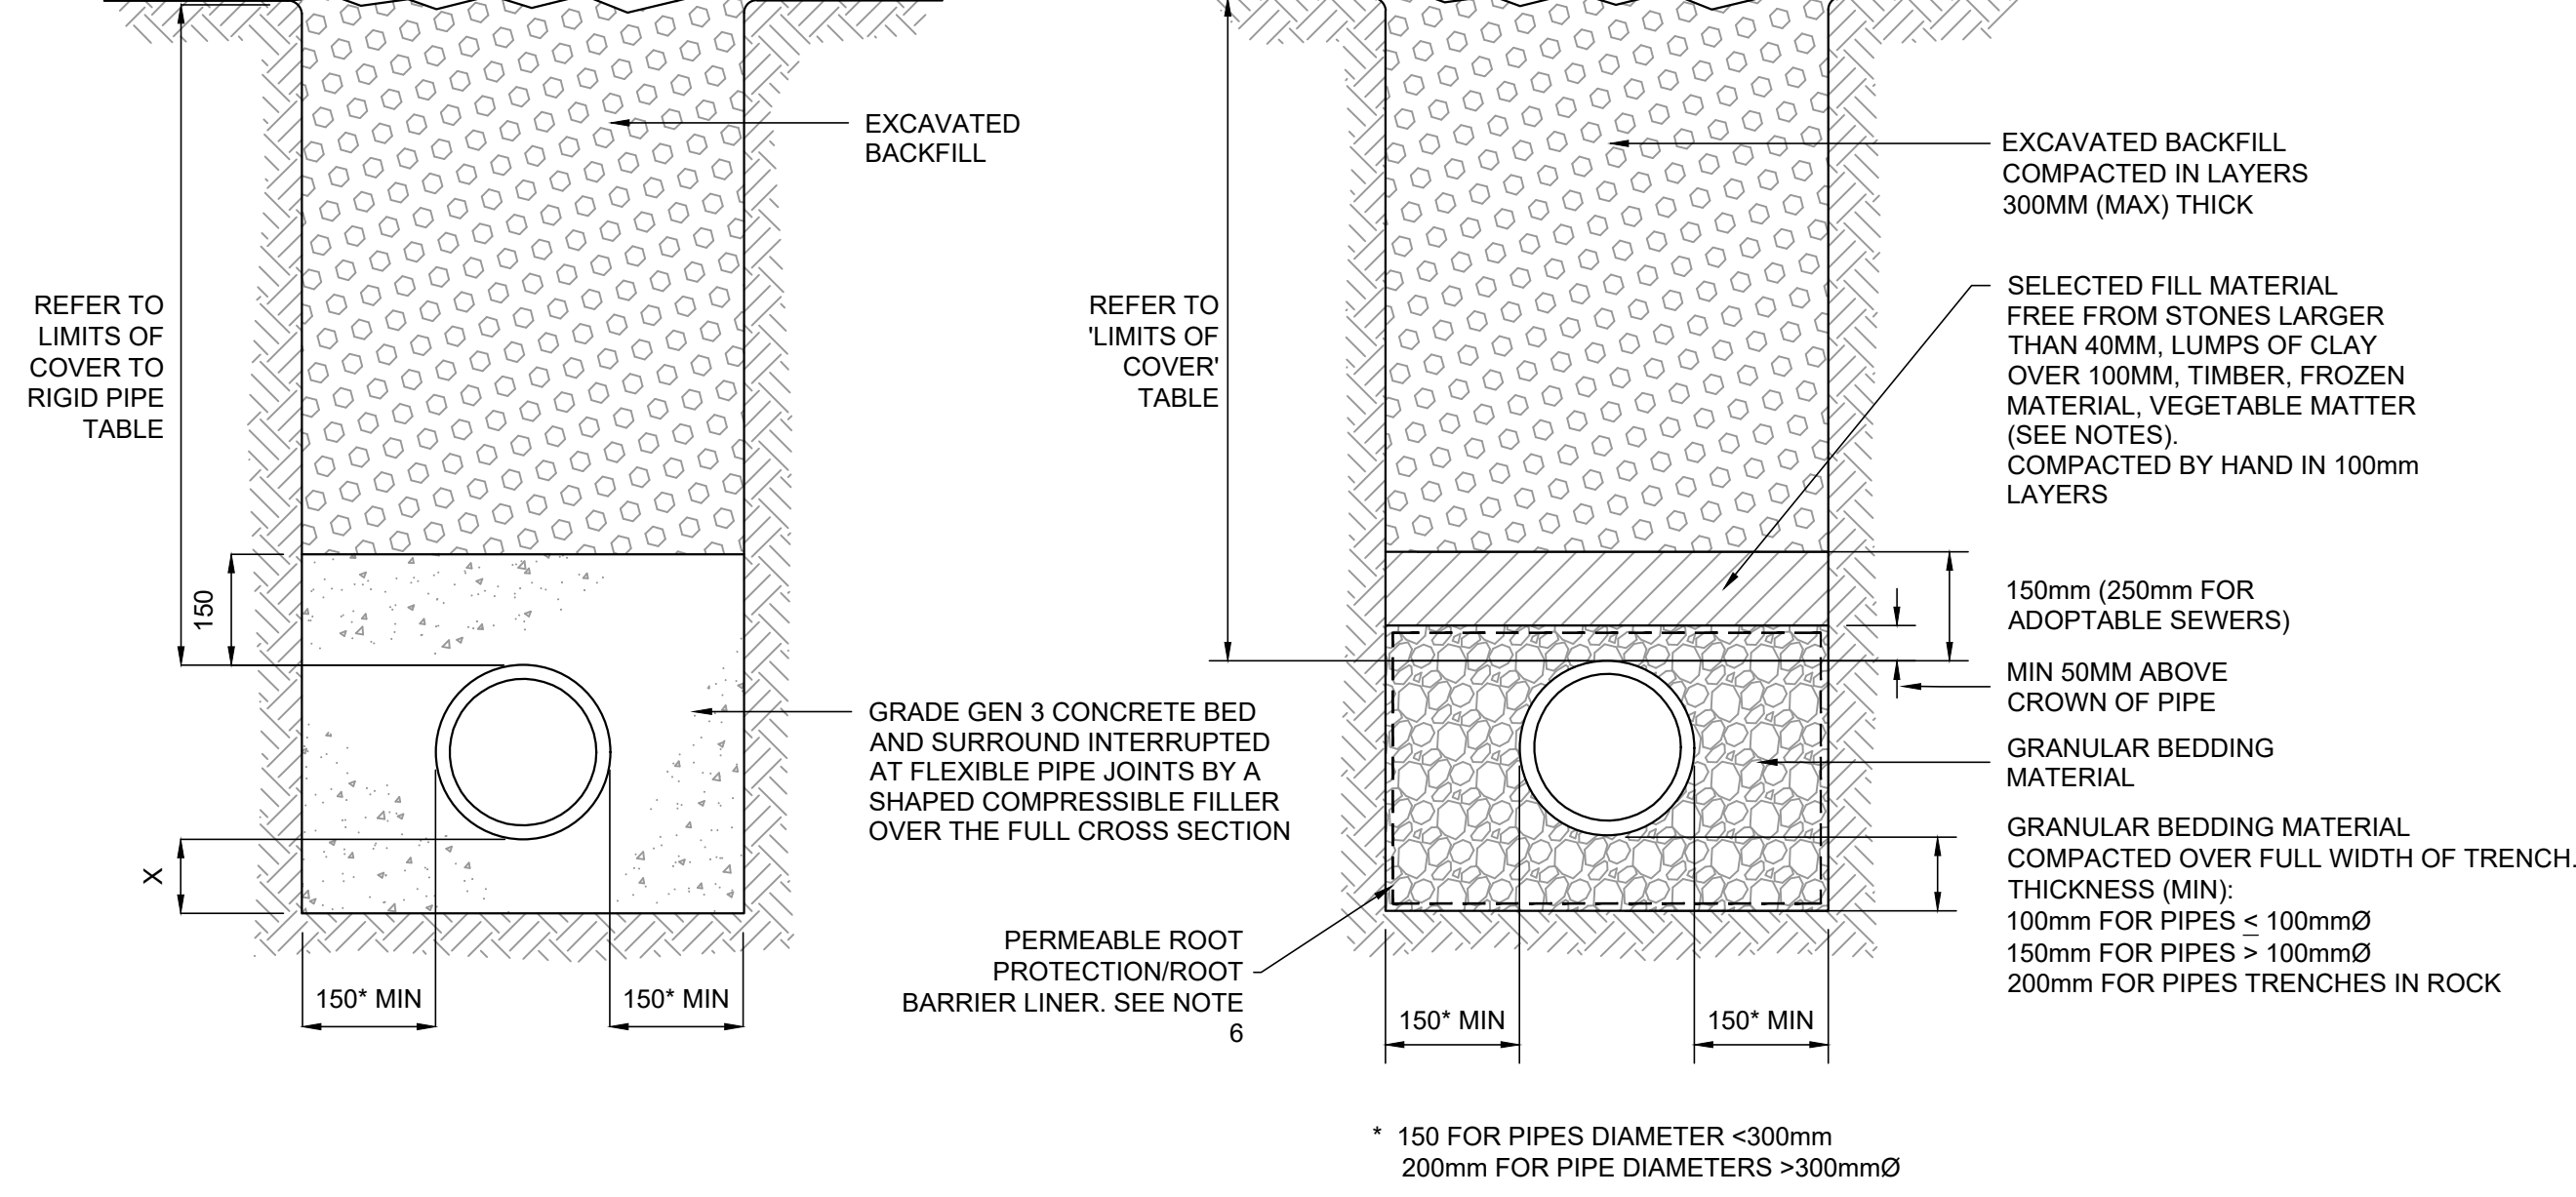 EXCAVATED
BACKFILL
REFER TO
LIMITS OF
COVER TO
RIGID PIPE
TABLE
150
GRADE GEN 3 CONCRETE BED
AND SURROUND INTERRUPTED
AT FLEXIBLE PIPE JOINTS BY A
SHAPED COMPRESSIBLE FILLER
OVER THE FULL CROSS SECTION
X
150* MIN
150* MIN
REFER TO
'LIMITS OF
COVER'
TABLE
EXCAVATED BACKFILL
COMPACTED IN LAYERS
300MM (MAX) THICK
SELECTED FILL MATERIAL
FREE FROM STONES LARGER
THAN 40MM, LUMPS OF CLAY
OVER 100MM, TIMBER, FROZEN
MATERIAL, VEGETABLE MATTER
(SEE NOTES).
COMPACTED BY HAND IN 100mm
LAYERS
150mm (250mm FOR
ADOPTABLE SEWERS)
MIN 50MM ABOVE
CROWN OF PIPE
GRANULAR BEDDING
MATERIAL
GRANULAR BEDDING MATERIAL
COMPACTED OVER FULL WIDTH OF TRENCH.
THICKNESS (MIN):
100mm FOR PIPES ≤ 100mmØ
150mm FOR PIPES > 100mmØ
200mm FOR PIPES TRENCHES IN ROCK
PERMEABLE ROOT
PROTECTION/ROOT
BARRIER LINER. SEE NOTE
6
150* MIN
150* MIN
* 150 FOR PIPES DIAMETER <300mm
200mm FOR PIPE DIAMETERS >300mmØ